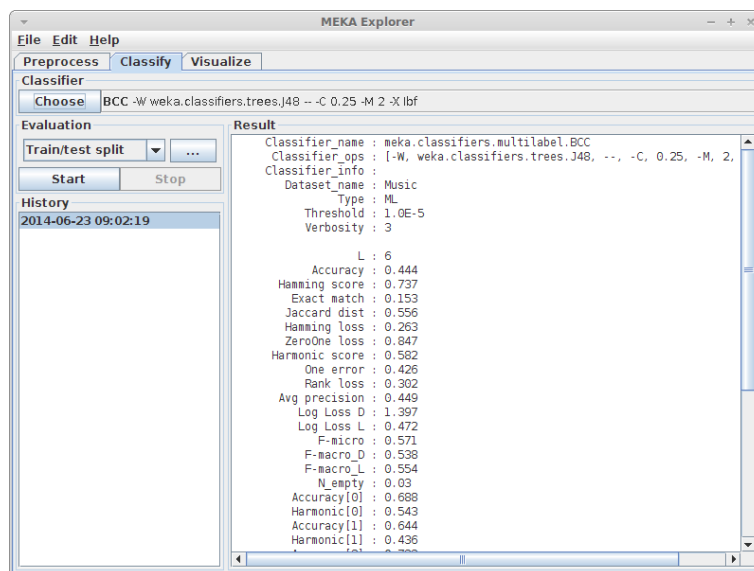 MEKA Explorer
File Edit Help
Preprocess Classify Visualize
Classifier
Choose BCC -W weka.classifiers.trees.J48 -- -C 0.25 -M 2 -X Ibf
Evaluation
Train/test split ...
Start Stop
History
2014-06-23 09:02:19
Result
Classifier_name : meka.classifiers.multilabel.BCC
Classifier_ops : [-W, weka.classifiers.trees.J48, --, -C, 0.25, -M, 2,
Classifier_info :
Dataset_name : Music
Type : ML
Threshold : 1.0E-5
Verbosity : 3
L : 6
Accuracy : 0.444
Hamming score : 0.737
Exact match : 0.153
Jaccard dist : 0.556
Hamming loss : 0.263
ZeroOne loss : 0.847
Harmonic score : 0.582
One error : 0.426
Rank loss : 0.302
Avg precision : 0.449
Log Loss D : 1.397
Log Loss L : 0.472
F-micro : 0.571
F-macro_D : 0.538
F-macro_L : 0.554
N_empty : 0.03
Accuracy[0] : 0.688
Harmonic[0] : 0.543
Accuracy[1] : 0.644
Harmonic[1] : 0.436